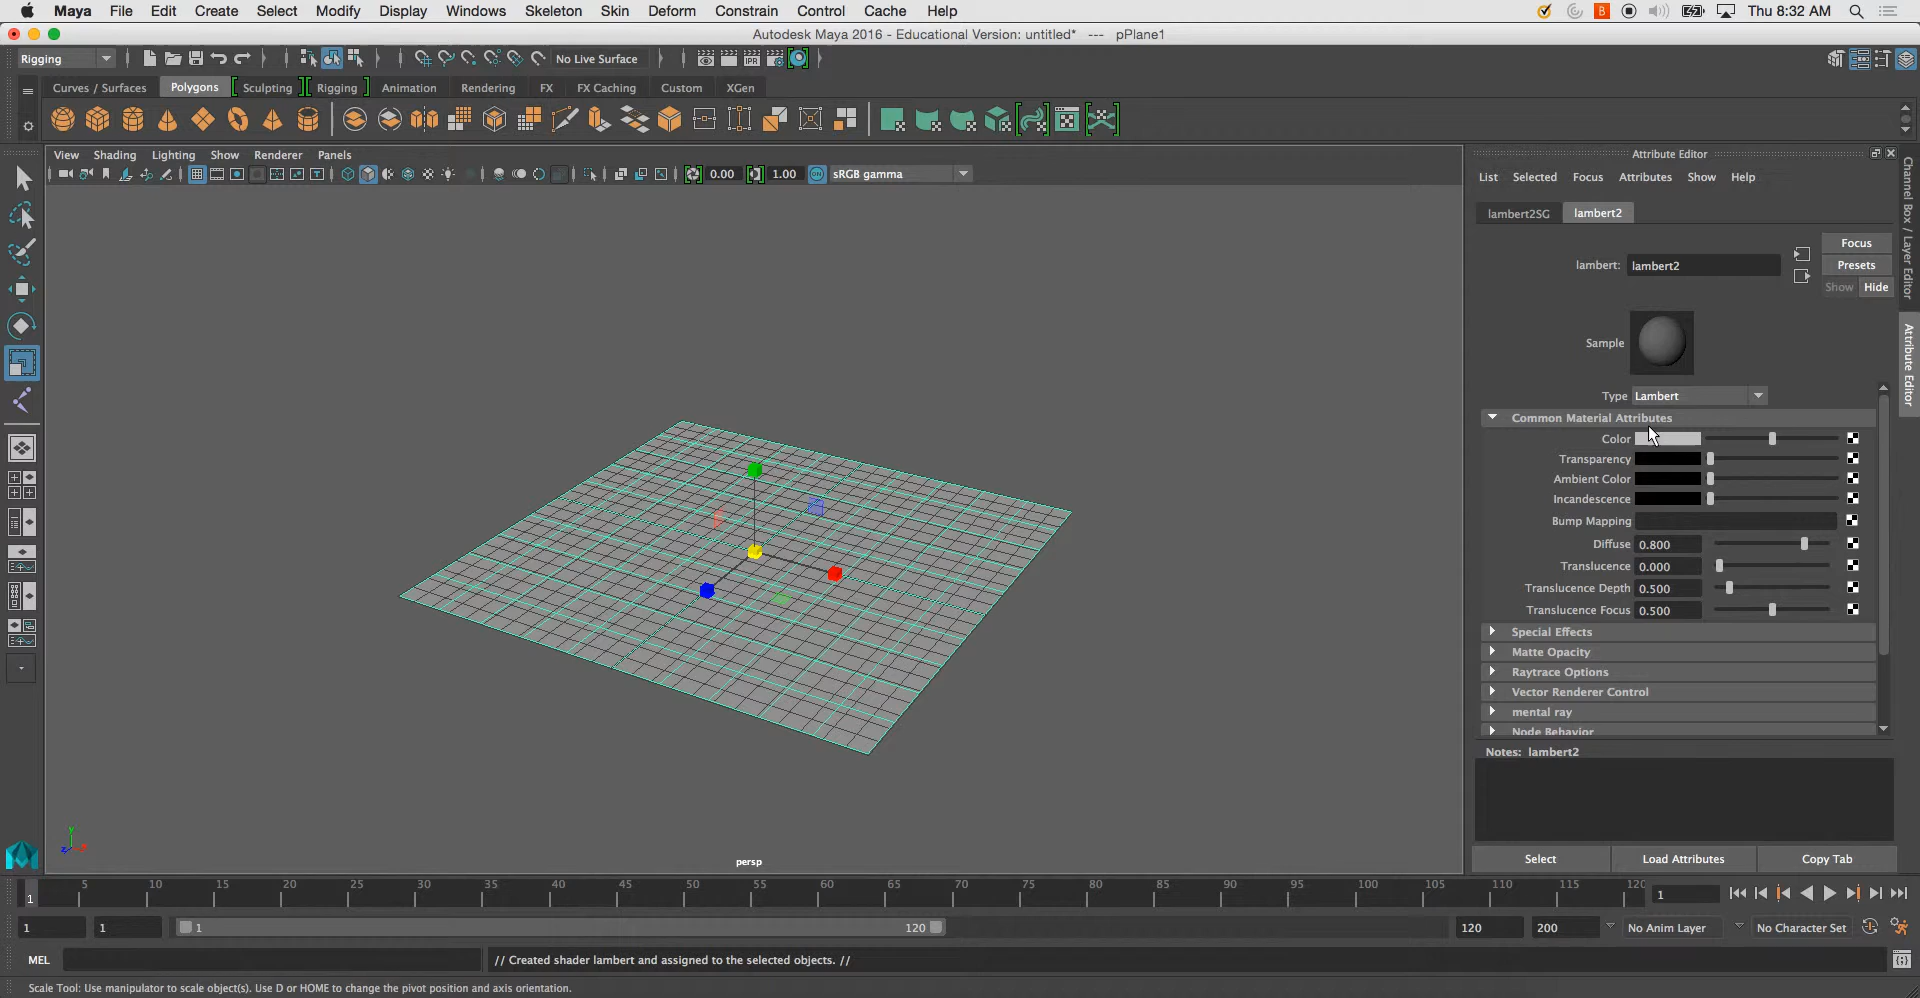 Maya File Edit Create Select Modify Display Windows Skeleton Skin Deform Constrain Control Cache Help
B Thu 8:32 AM
Autodesk Maya 2016 - Educational Version: untitled* --- pPlane1
Rigging
No Live Surface
IPR
Curves / Surfaces Polygons Sculpting Rigging Animation Rendering FX FX Caching Custom XGen
View Shading Lighting Show Renderer Panels
0.00 1.00 ON sRGB gamma
Attribute Editor
List Selected Focus Attributes Show Help
lambert2SG lambert2
Focus
lambert: lambert2
Presets
Show Hide
Sample
Type Lambert
Common Material Attributes
Color
Transparency
Ambient Color
Incandescence
Bump Mapping
Diffuse 0.800
Translucence 0.000
Translucence Depth 0.500
Translucence Focus 0.500
Special Effects
Matte Opacity
Raytrace Options
Vector Renderer Control
mental ray
Node Behavior
Notes: lambert2
Select Load Attributes Copy Tab
Channel Box / Layer Editor
Attribute Editor
y
z
persp
5 10 15 20 25 30 35 40 45 50 55 60 65 70 75 80 85 90 95 100 105 110 115 120
1
1
1 1 1 120 120 200 No Anim Layer No Character Set
MEL // Created shader lambert and assigned to the selected objects. //
Scale Tool: Use manipulator to scale object(s). Use D or HOME to change the pivot position and axis orientation.